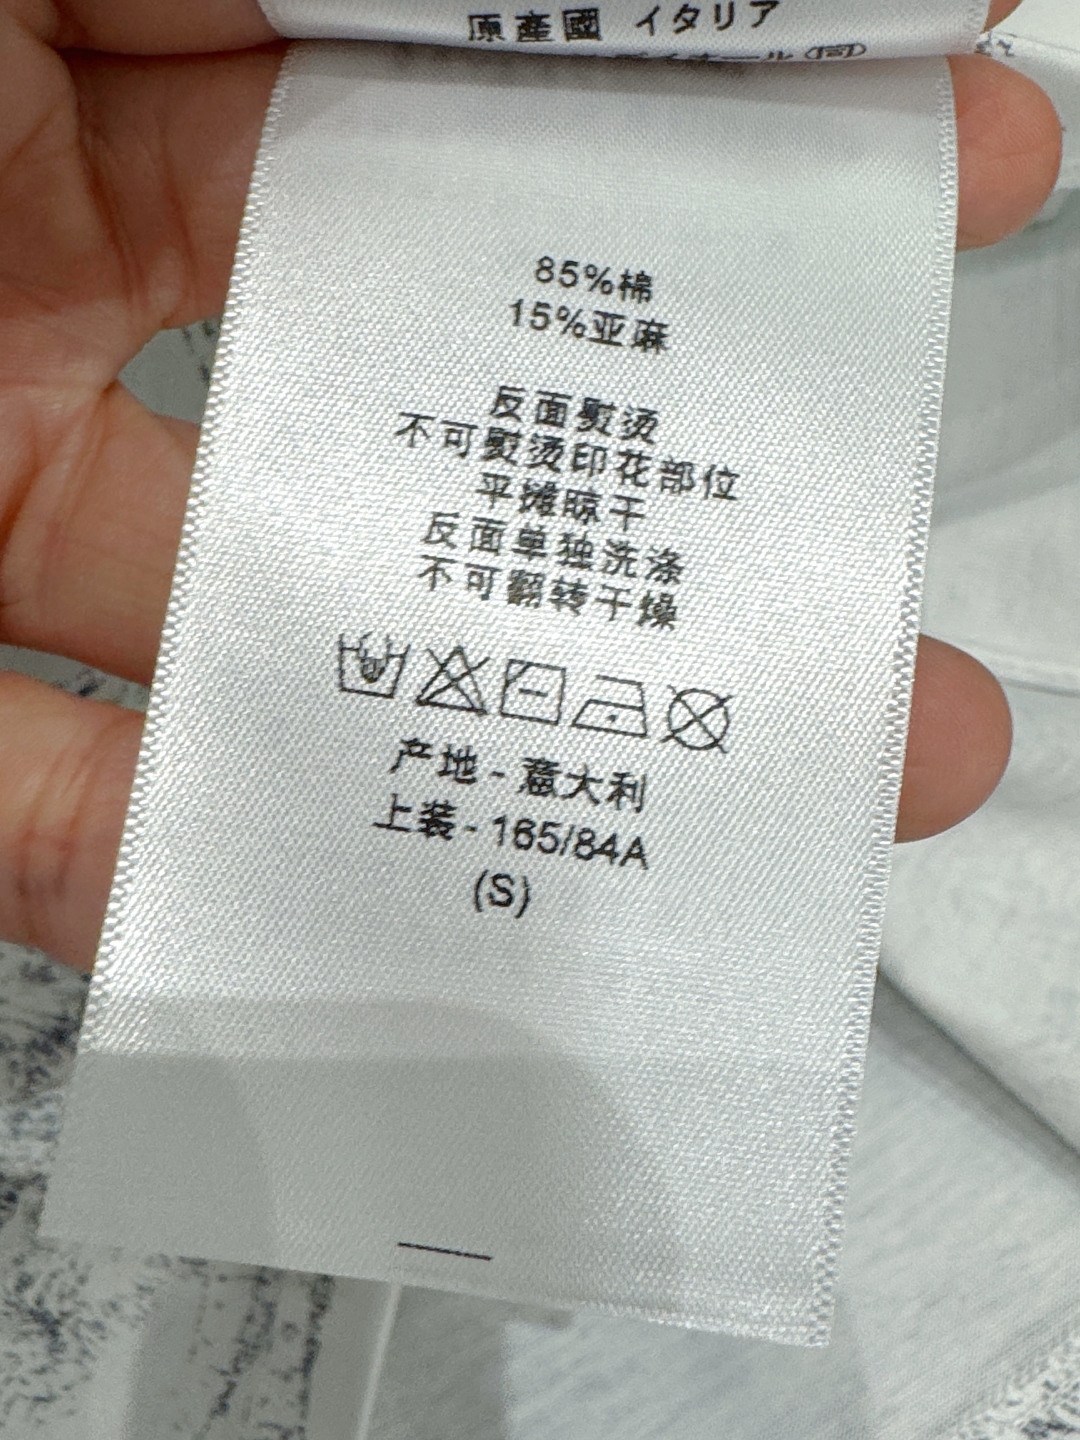 原産國 イタリア
85%棉
15%亚麻
反面熨烫
不可熨烫印花部位
平摊晾干
反面单独洗涤
不可翻转干燥
产地 - 意大利
上装 - 165/84A
(S)